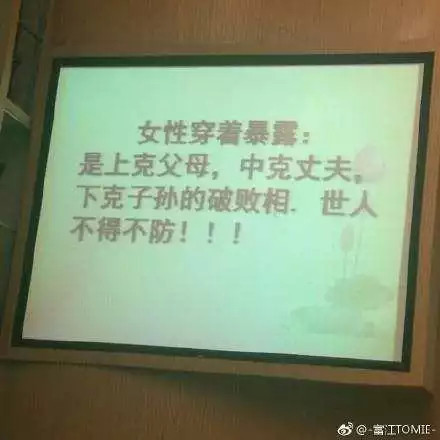 女性穿着暴露：
是上克父母，中克丈夫，
下克子孙的破败相．世人
不得不防！！！
@-富江TOMIE-